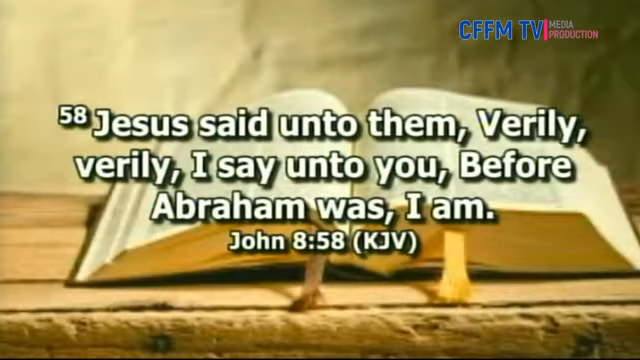 CFFM TV MEDIA
PRODUCTION
58 Jesus said unto them, Verily,
verily, I say unto you, Before
Abraham was, I am.
John 8:58 (KJV)